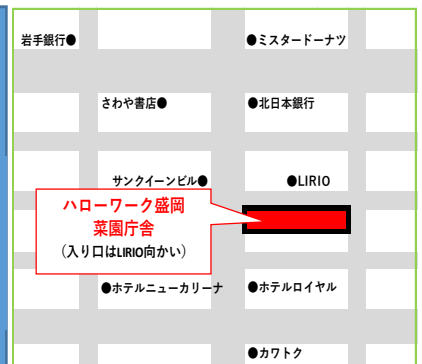 岩手銀行●
●ミスタードーナツ
さわや書店●
●北日本銀行
サンクイーンビル●
●LIRIO
ハローワーク盛岡
菜園庁舎
（入り口はLIRIO向かい）
●ホテルニューカリーナ
●ホテルロイヤル
●カワトク